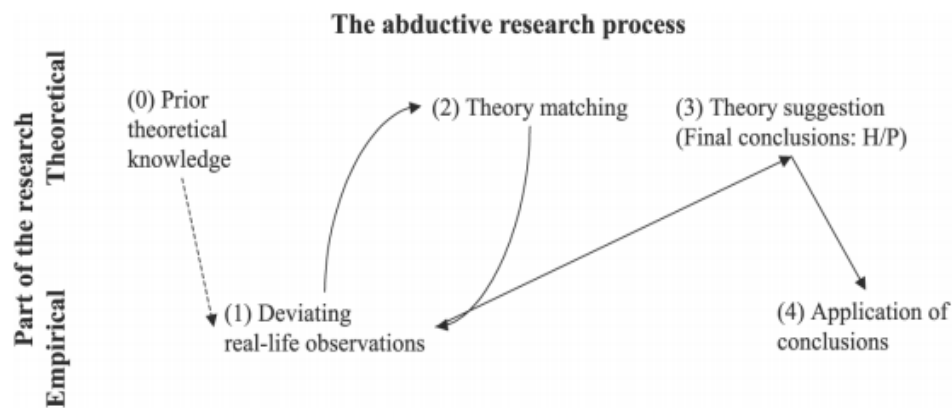 The abductive research process
Part of the research
Theoretical
Empirical
(0) Prior
theoretical
knowledge
(2) Theory matching
(3) Theory suggestion
(Final conclusions: H/P)
(1) Deviating
real-life observations
(4) Application of
conclusions